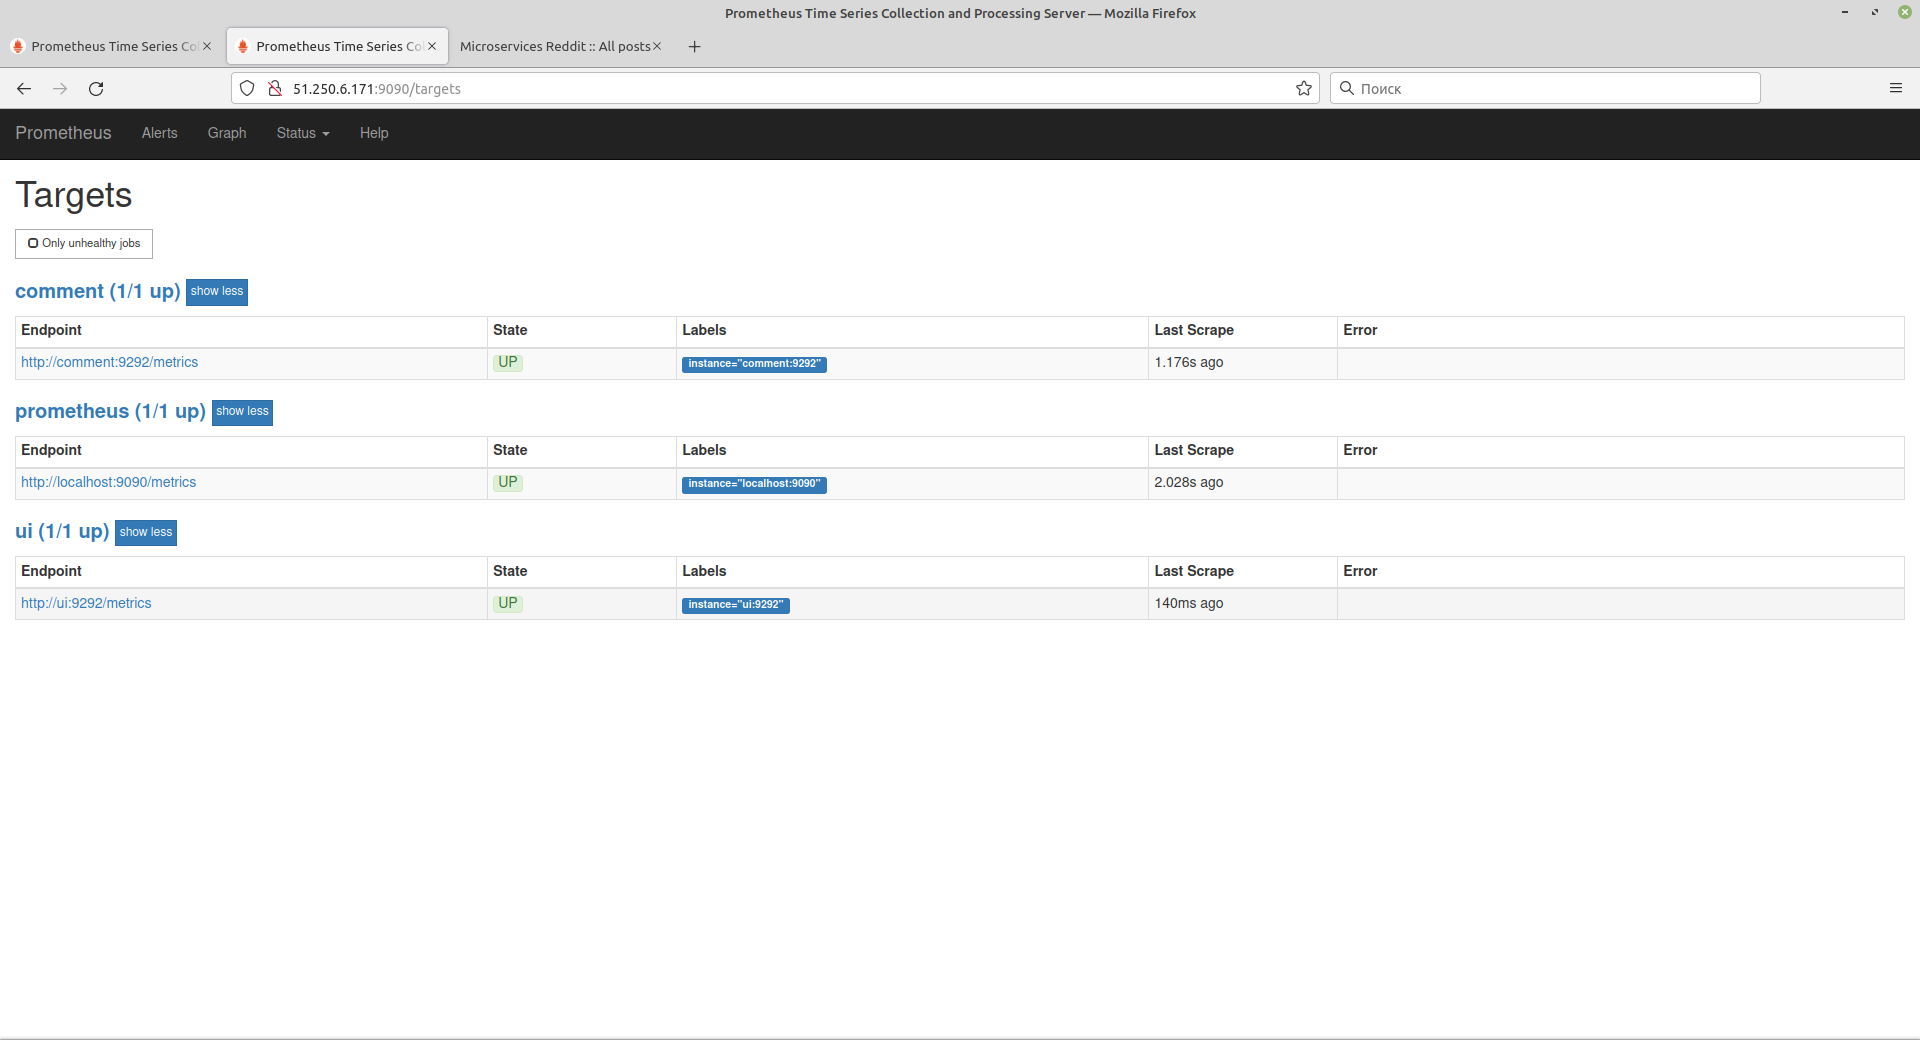 Prometheus Time Series Collection and Processing Server — Mozilla Firefox
Prometheus Time Series Co Prometheus Time Series Co Microservices Reddit :: All posts
51.250.6.171:9090/targets Поиск
Prometheus Alerts Graph Status Help
Targets
Only unhealthy jobs
comment (1/1 up) show less
Endpoint State Labels Last Scrape Error
http://comment:9292/metrics UP instance="comment:9292" 1.176s ago
prometheus (1/1 up) show less
Endpoint State Labels Last Scrape Error
http://localhost:9090/metrics UP instance="localhost:9090" 2.028s ago
ui (1/1 up) show less
Endpoint State Labels Last Scrape Error
http://ui:9292/metrics UP instance="ui:9292" 140ms ago